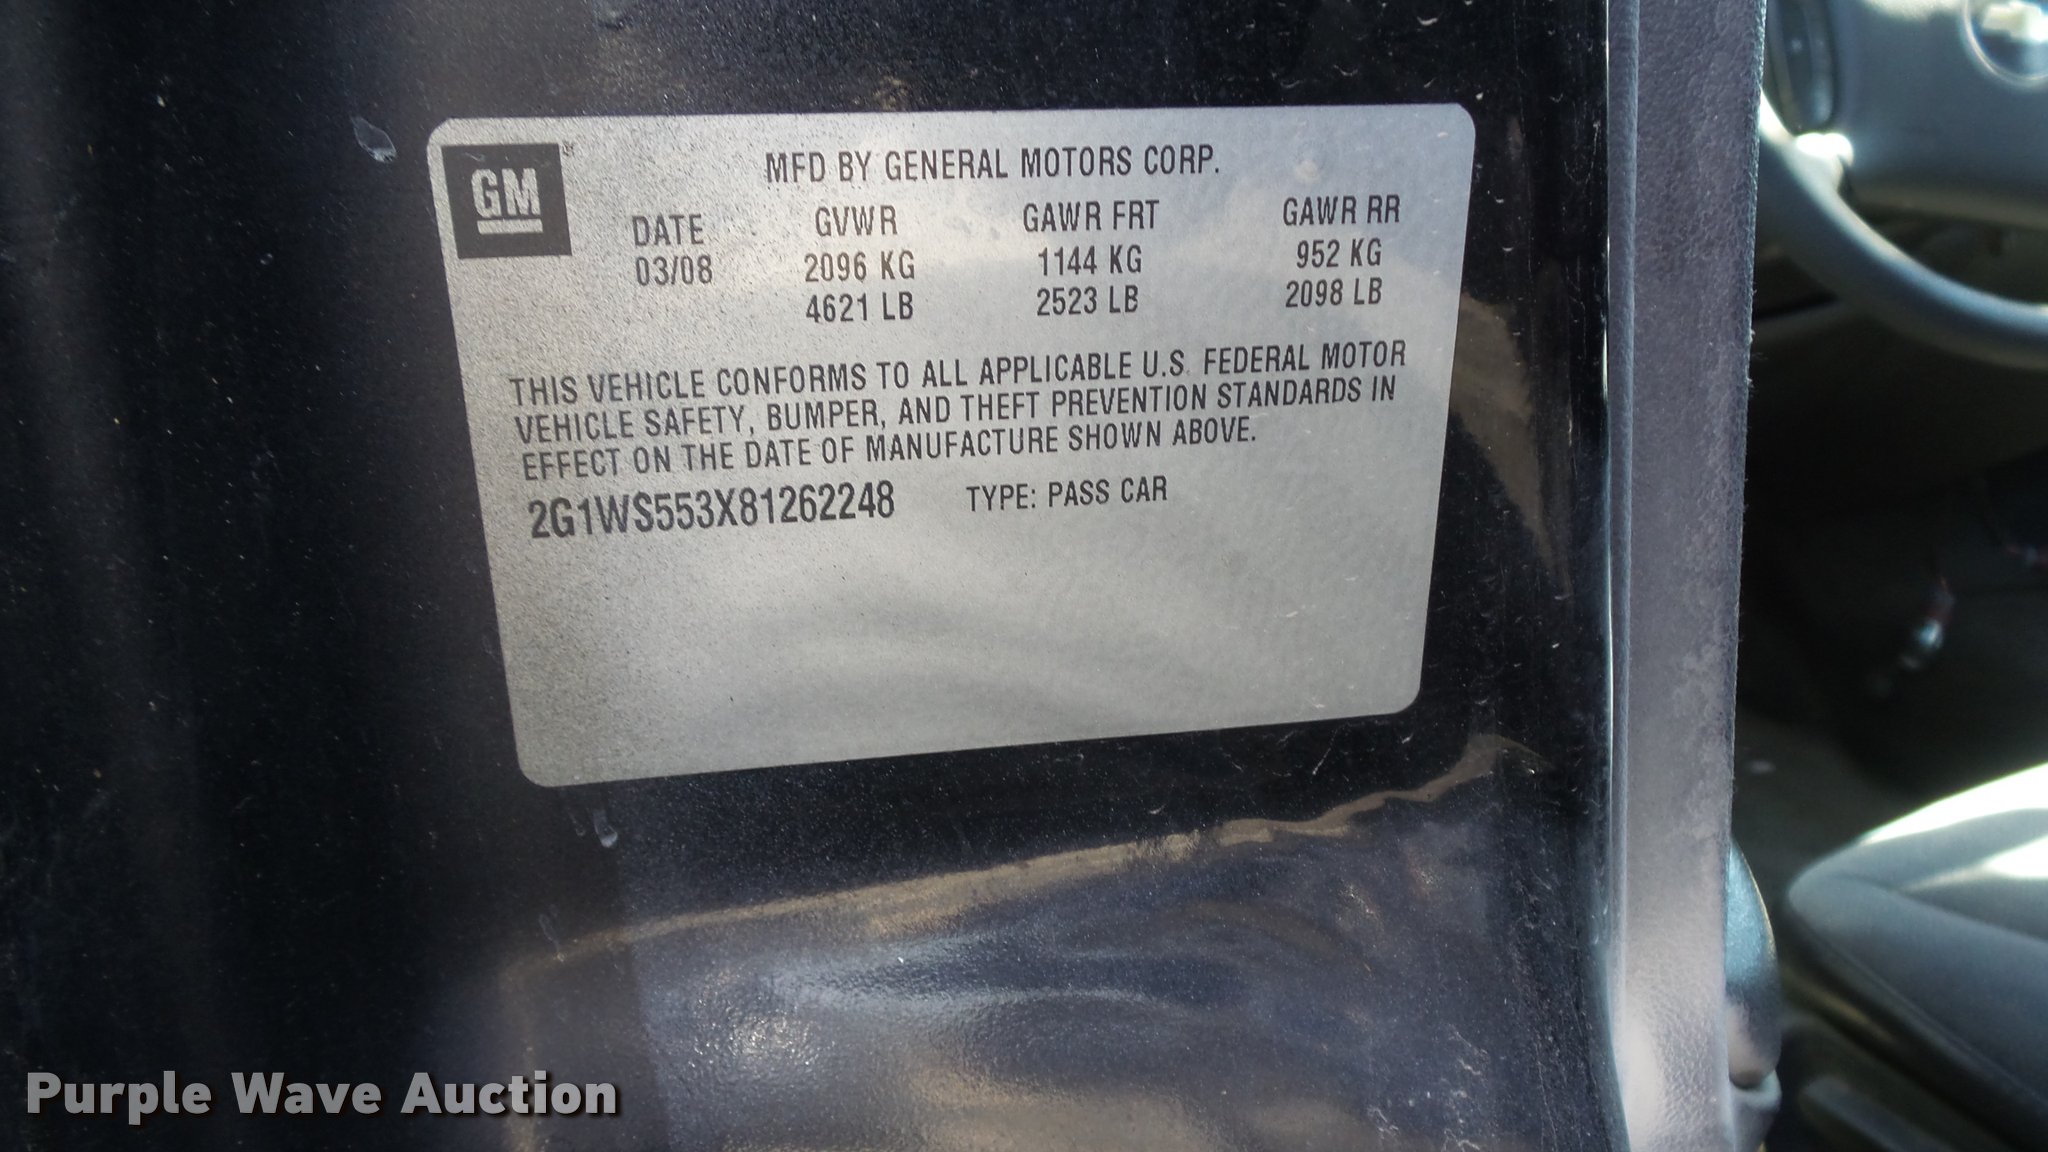 GM
MFD BY GENERAL MOTORS CORP.
DATE GVWR GAWR FRT GAWR RR
03/08 2096 KG 1144 KG 952 KG
4621 LB 2523 LB 2098 LB
THIS VEHICLE CONFORMS TO ALL APPLICABLE U.S. FEDERAL MOTOR
VEHICLE SAFETY, BUMPER, AND THEFT PREVENTION STANDARDS IN
EFFECT ON THE DATE OF MANUFACTURE SHOWN ABOVE.
2G1WS553X81262248 TYPE: PASS CAR
Purple Wave Auction